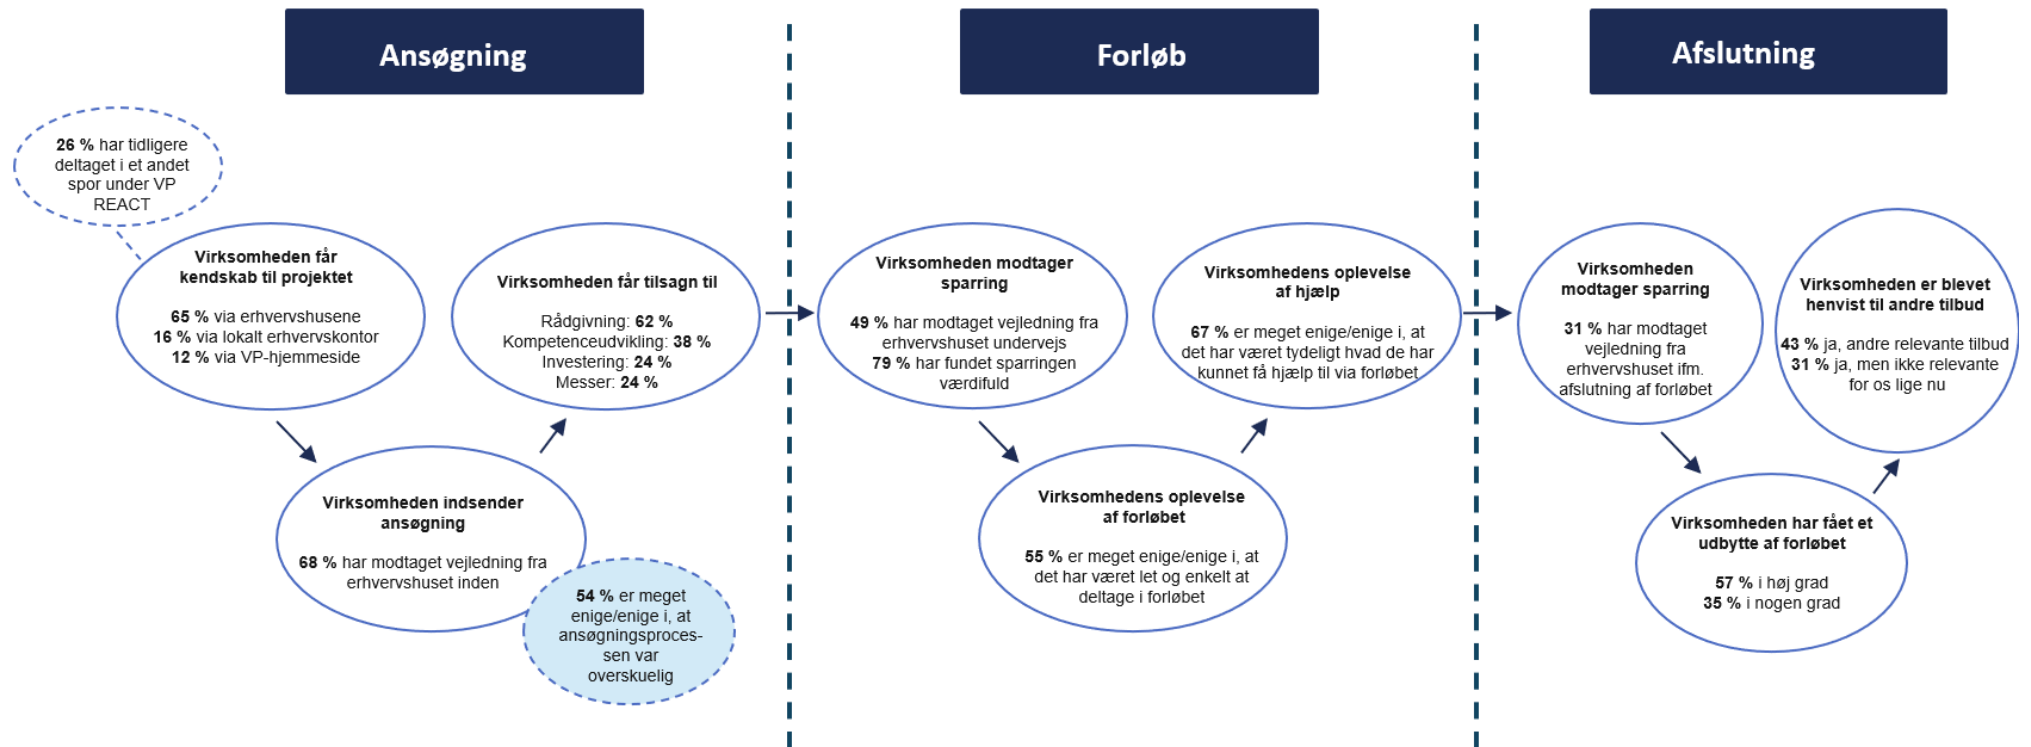 Ansøgning
26 % har tidligere
deltaget i et andet
spor under VP
REACT
Virksomheden får
kendskab til projektet
65 % via erhvervshusene
16 % via lokalt erhvervskontor
12 % via VP-hjemmeside
Virksomheden indsender
ansøgning
68 % har modtaget vejledning fra
erhvervshuset inden
54 % er meget
enige/enige i, at
ansøgningsproces-
sen var
overskuelig
Virksomheden får tilsagn til
Rådgivning: 62 %
Kompetenceudvikling: 38 %
Investering: 24 %
Messer: 24 %
Forløb
Virksomheden modtager
sparring
49 % har modtaget vejledning fra
erhvervshuset undervejs
79 % har fundet sparringen
værdifuld
Virksomhedens oplevelse
af forløbet
55 % er meget enige/enige i, at
det har været let og enkelt at
deltage i forløbet
Virksomhedens oplevelse
af hjælp
67 % er meget enige/enige i, at
det har været tydeligt hvad de har
kunnet få hjælp til via forløbet
Afslutning
Virksomheden
modtager sparring
31 % har modtaget
vejledning fra
erhvervshuset ifm.
afslutning af forløbet
Virksomheden har fået et
udbytte af forløbet
57 % i høj grad
35 % i nogen grad
Virksomheden er blevet
henvist til andre tilbud
43 % ja, andre relevante tilbud
31 % ja, men ikke relevante
for os lige nu